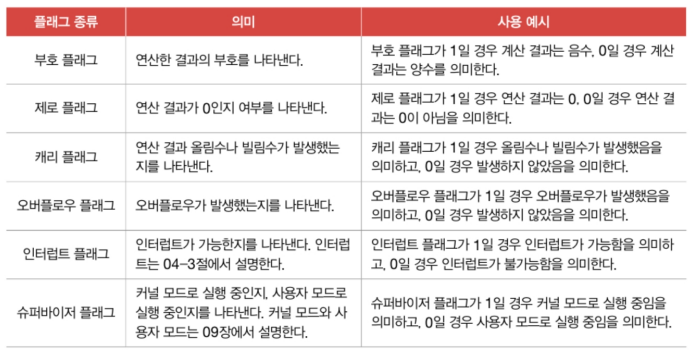 플래그 종류 의미 사용 예시
부호 플래그 연산한 결과의 부호를 나타낸다. 부호 플래그가 1일 경우 계산 결과는 음수, 0일 경우 계산
결과는 양수를 의미한다.
제로 플래그 연산 결과가 0인지 여부를 나타낸다. 제로 플래그가 1일 경우 연산 결과는 0, 0일 경우 연산 결
과는 0이 아님을 의미한다.
캐리 플래그 연산 결과 올림수나 빌림수가 발생했는
지를 나타낸다.
캐리 플래그가 1일 경우 올림수나 빌림수가 발생했음을
의미하고, 0일 경우 발생하지 않았음을 의미한다.
오버플로우 플래그 오버플로우가 발생했는지를 나타낸다. 오버플로우 플래그가 1일 경우 오버플로우가 발생했음을
의미하고, 0일 경우 발생하지 않았음을 의미한다.
인터럽트 플래그 인터럽트가 가능한지를 나타낸다. 인터럽
트는 04-3절에서 설명한다.
인터럽트 플래그가 1일 경우 인터럽트가 가능함을 의미하
고, 0일 경우 인터럽트가 불가능함을 의미한다.
슈퍼바이저 플래그 커널 모드로 실행 중인지, 사용자 모드로
실행 중인지를 나타낸다. 커널 모드와 사
용자 모드는 09장에서 설명한다.
슈퍼바이저 플래그가 1일 경우 커널 모드로 실행 중임을
의미하고, 0일 경우 사용자 모드로 실행 중임을 의미한다.